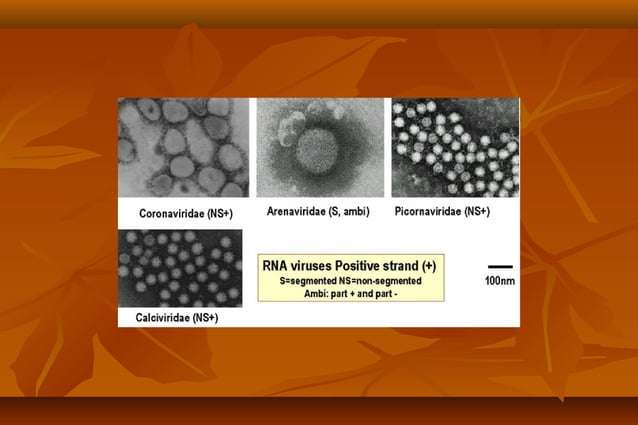 Coronaviridae (NS+)
Arenaviridae (S, ambi)
Picornaviridae (NS+)
Calciviridae (NS+)
RNA viruses Positive strand (+)
S=segmented NS=non-segmented
Ambi: part + and part -
100nm